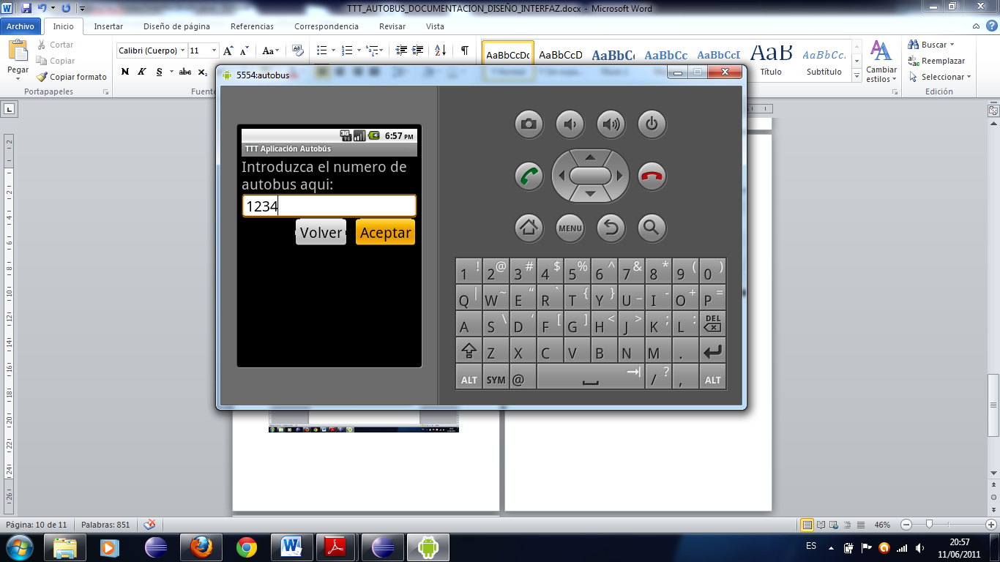 TTT_AUTOBUS_DOCUMENTACION_DISEÑO_INTERFAZ.docx - Microsoft Word
Archivo Inicio Insertar Diseño de página Referencias Correspondencia Revisar Vista
Pegar
Cortar
Copiar
Copiar formato
Portapapeles
Calibri (Cuerpo) 11
N K S abc x₂
Fuente
AaBbCcDc AaBbCcD AaBbC AaBbCc AaBbCcI AaB AaBbCc.
Título Subtítulo
Cambiar
estilos
Buscar
Reemplazar
Seleccionar
Edición
5554:autobus
3G 6:57 PM
TTT Aplicación Autobús
Introduzca el numero de
autobus aqui:
1234
Volver Aceptar
MENU
1 ! 2 @ 3 # 4 $ 5 % 6 ^ 7 & 8 * 9 ( 0 )
Q | W ~ E “ R ` T { Y } U _ I - O + P =
A S \ D ‘ F [ G ] H < J > K ; L : DEL
Z X C V B N M .
ALT SYM @ / ? , ALT
Página: 10 de 11 Palabras: 851 46%
ES 20:57
11/06/2011